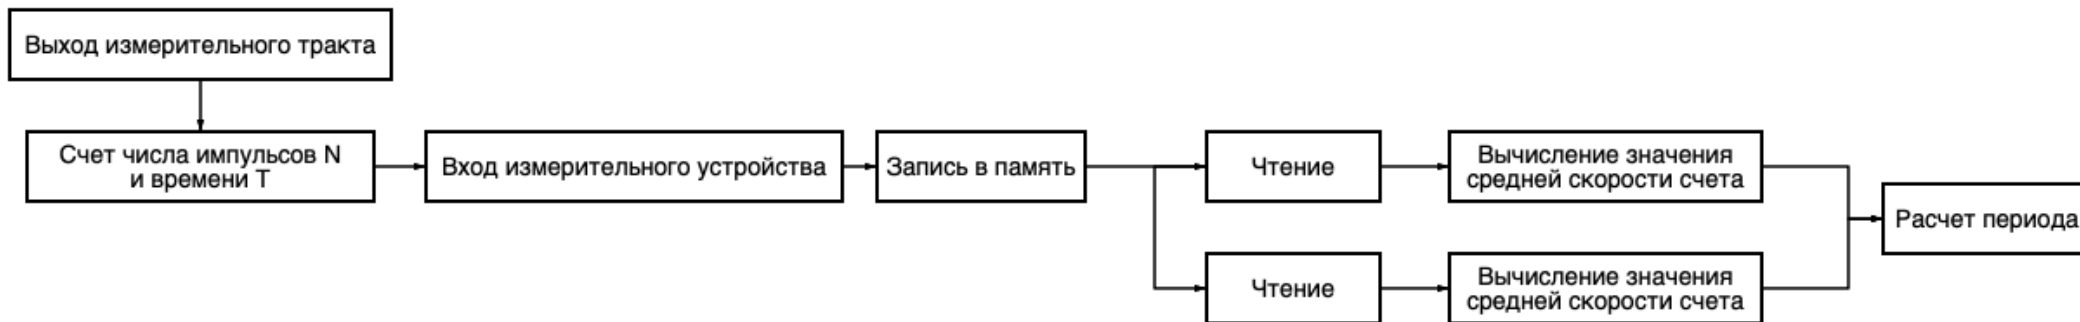 Выход измерительного тракта
Счет числа импульсов N
и времени T
Вход измерительного устройства
Запись в память
Чтение
Вычисление значения
средней скорости счета
Расчет периода
Чтение
Вычисление значения
средней скорости счета